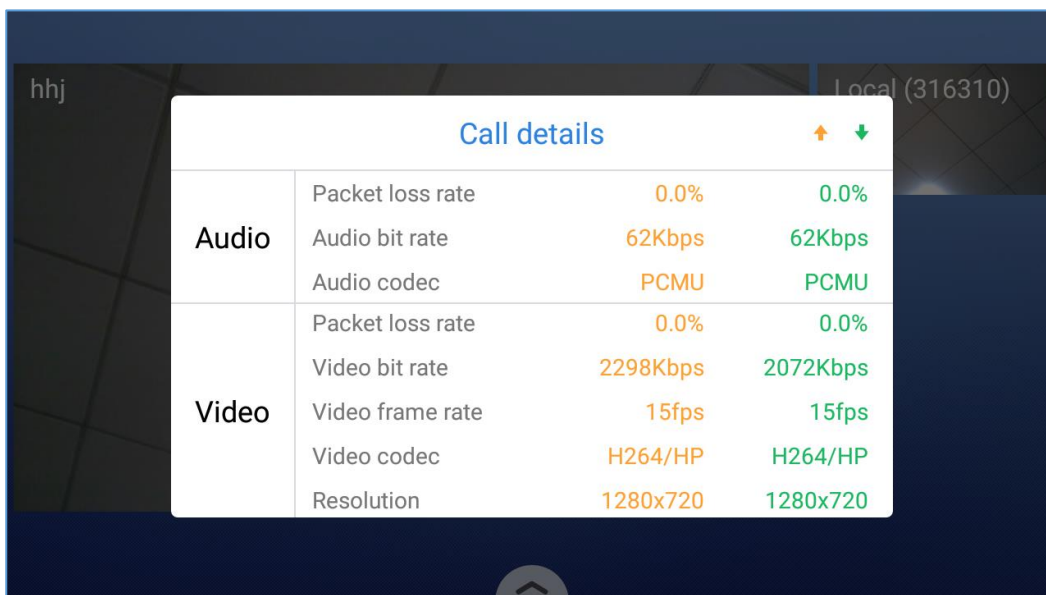 hhj
Local (316310)
Call details
Audio
Packet loss rate 0.0% 0.0%
Audio bit rate 62Kbps 62Kbps
Audio codec PCMU PCMU
Video
Packet loss rate 0.0% 0.0%
Video bit rate 2298Kbps 2072Kbps
Video frame rate 15fps 15fps
Video codec H264/HP H264/HP
Resolution 1280x720 1280x720